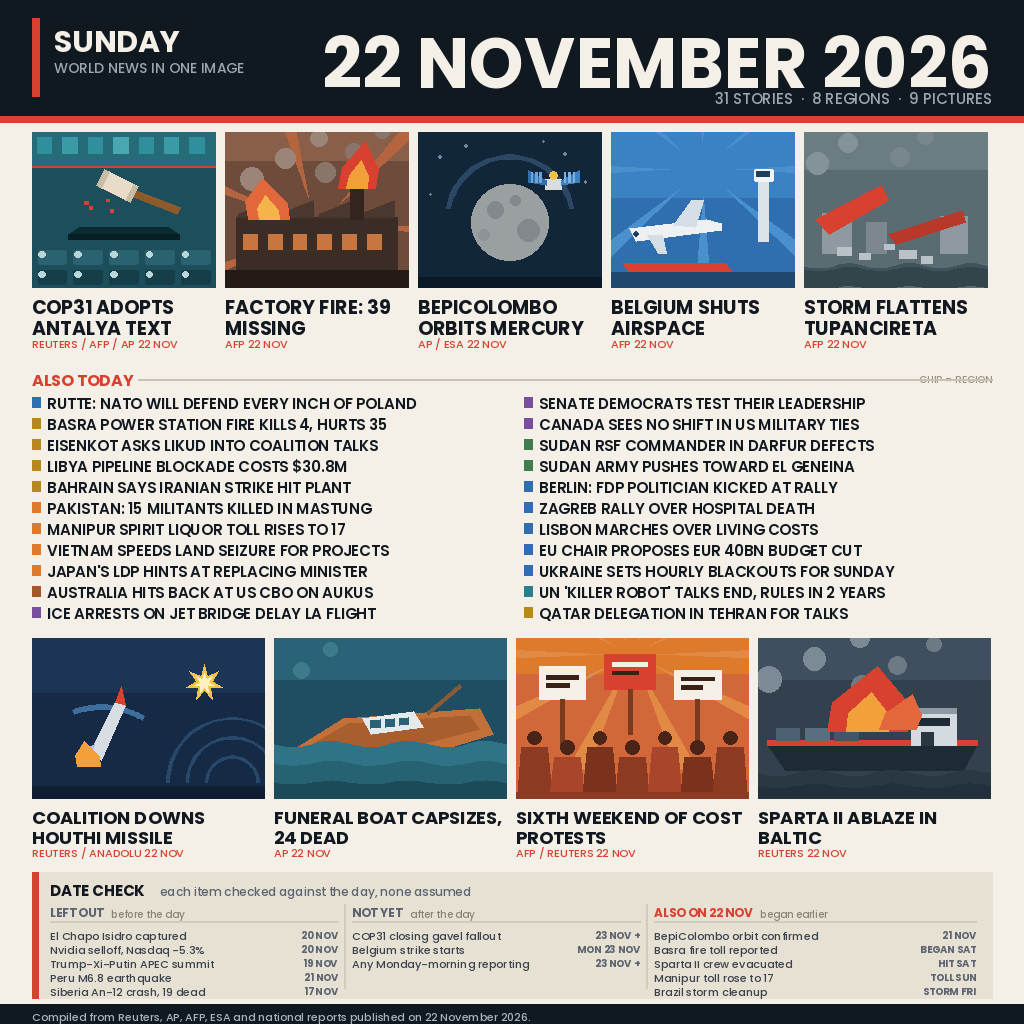 SUNDAY
WORLD NEWS IN ONE IMAGE
22 NOVEMBER 2026
31 STORIES · 8 REGIONS · 9 PICTURES
COP31 ADOPTS
ANTALYA TEXT
REUTERS / AFP / AP 22 NOV
FACTORY FIRE: 39
MISSING
AFP 22 NOV
BEPICOLOMBO
ORBITS MERCURY
AP / ESA 22 NOV
BELGIUM SHUTS
AIRSPACE
AFP 22 NOV
STORM FLATTENS
TUPANCIRETA
AFP 22 NOV
ALSO TODAY
CHIP = REGION
RUTTE: NATO WILL DEFEND EVERY INCH OF POLAND
BASRA POWER STATION FIRE KILLS 4, HURTS 35
EISENKOT ASKS LIKUD INTO COALITION TALKS
LIBYA PIPELINE BLOCKADE COSTS $30.8M
BAHRAIN SAYS IRANIAN STRIKE HIT PLANT
PAKISTAN: 15 MILITANTS KILLED IN MASTUNG
MANIPUR SPIRIT LIQUOR TOLL RISES TO 17
VIETNAM SPEEDS LAND SEIZURE FOR PROJECTS
JAPAN'S LDP HINTS AT REPLACING MINISTER
AUSTRALIA HITS BACK AT US CBO ON AUKUS
ICE ARRESTS ON JET BRIDGE DELAY LA FLIGHT
SENATE DEMOCRATS TEST THEIR LEADERSHIP
CANADA SEES NO SHIFT IN US MILITARY TIES
SUDAN RSF COMMANDER IN DARFUR DEFECTS
SUDAN ARMY PUSHES TOWARD EL GENEINA
BERLIN: FDP POLITICIAN KICKED AT RALLY
ZAGREB RALLY OVER HOSPITAL DEATH
LISBON MARCHES OVER LIVING COSTS
EU CHAIR PROPOSES EUR 40BN BUDGET CUT
UKRAINE SETS HOURLY BLACKOUTS FOR SUNDAY
UN 'KILLER ROBOT' TALKS END, RULES IN 2 YEARS
QATAR DELEGATION IN TEHRAN FOR TALKS
COALITION DOWNS
HOUTHI MISSILE
REUTERS / ANADOLU 22 NOV
FUNERAL BOAT CAPSIZES,
24 DEAD
AP 22 NOV
SIXTH WEEKEND OF COST
PROTESTS
AFP / REUTERS 22 NOV
SPARTA II ABLAZE IN
BALTIC
REUTERS 22 NOV
DATE CHECK each item checked against the day, none assumed
LEFT OUT before the day
El Chapo Isidro captured 20 NOV
Nvidia selloff, Nasdaq -5.3% 20 NOV
Trump-Xi-Putin APEC summit 19 NOV
Peru M6.8 earthquake 21 NOV
Siberia An-12 crash, 19 dead 17 NOV
NOT YET after the day
COP31 closing gavel fallout 23 NOV +
Belgium strike starts MON 23 NOV
Any Monday-morning reporting 23 NOV +
ALSO ON 22 NOV began earlier
BepiColombo orbit confirmed 21 NOV
Basra fire toll reported BEGAN SAT
Sparta II crew evacuated HIT SAT
Manipur toll rose to 17 TOLL SUN
Brazil storm cleanup STORM FRI
Compiled from Reuters, AP, AFP, ESA and national reports published on 22 November 2026.